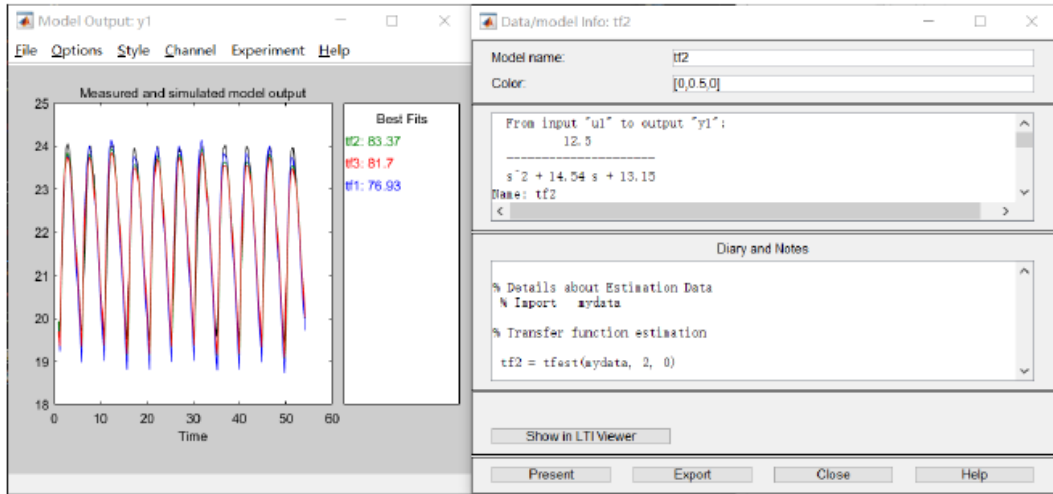 Model Output: y1
File Options Style Channel Experiment Help
Measured and simulated model output
25
24
23
22
21
20
19
18
0 10 20 30 40 50 60
Time
Best Fits
tf2: 83.37
tf3: 81.7
tf1: 76.93
Data/model Info: tf2
Model name: tf2
Color: [0,0.5,0]
From input "u1" to output "y1":
12.5
----------------------
s^2 + 14.54 s + 13.15
Name: tf2
Diary and Notes
% Details about Estimation Data
% Import mydata
% Transfer function estimation
tf2 = tfest(mydata, 2, 0)
Show in LTI Viewer
Present Export Close Help